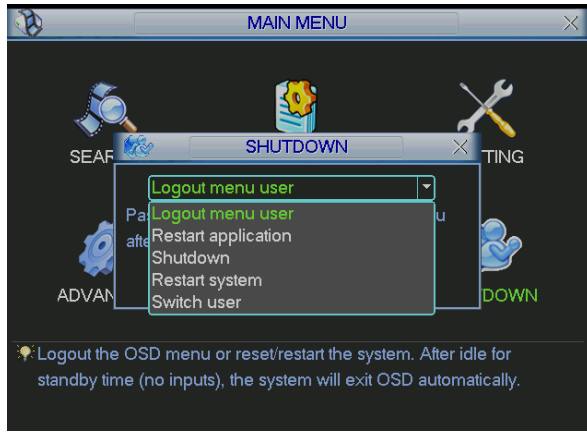 MAIN MENU
SEAR
TING
SHUTDOWN
Logout menu user
Pa
u
Logout menu user
afte
Restart application
Shutdown
Restart system
Switch user
ADVAN
DOWN
Logout the OSD menu or reset/restart the system. After idle for
standby time (no inputs), the system will exit OSD automatically.